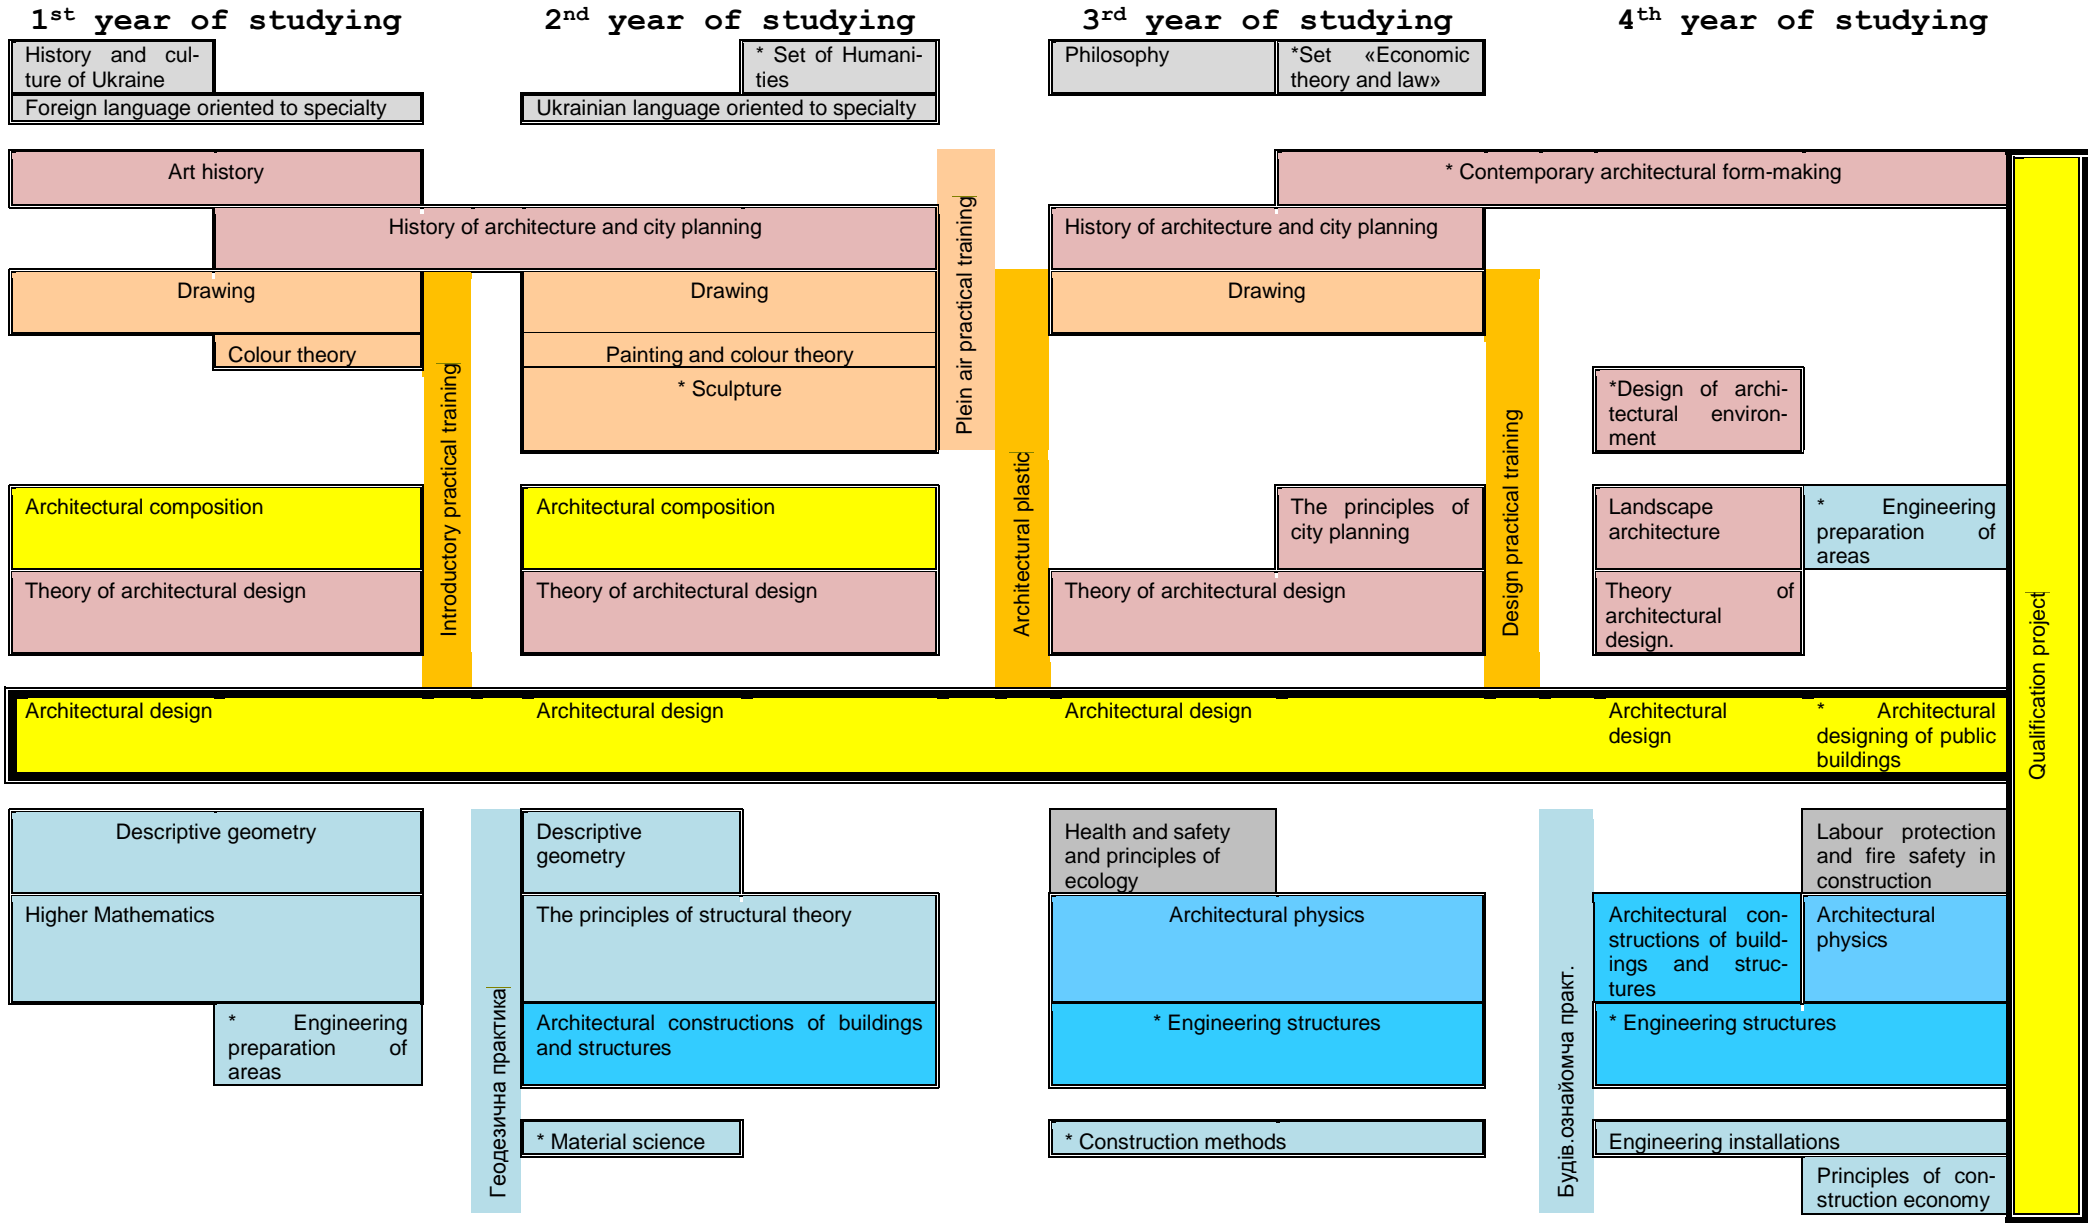 1st year of studying
2nd year of studying
3rd year of studying
4th year of studying
History and cul-
ture of Ukraine
* Set of Humani-
ties
Philosophy
*Set «Economic
theory and law»
Foreign language oriented to specialty
Ukrainian language oriented to specialty
Art history
* Contemporary architectural form-making
History of architecture and city planning
History of architecture and city planning
Drawing
Drawing
Drawing
Colour theory
Painting and colour theory
* Sculpture
Introductory practical training
Plein air practical training
Architectural plastic
Design practical training
*Design of archi-
tectural environ-
ment
Architectural composition
Architectural composition
The principles of
city planning
Landscape
architecture
* Engineering
preparation of
areas
Theory of architectural design
Theory of architectural design
Theory of architectural design
Theory of
architectural
design.
Qualification project
Architectural design
Architectural design
Architectural design
Architectural
design
* Architectural
designing of public
buildings
Descriptive geometry
Descriptive
geometry
Health and safety
and principles of
ecology
Labour protection
and fire safety in
construction
Higher Mathematics
The principles of structural theory
Architectural physics
Architectural con-
structions of build-
ings and struc-
tures
Architectural
physics
Геодезична практика
Будів.ознайомча практ.
* Engineering
preparation of
areas
Architectural constructions of buildings
and structures
* Engineering structures
* Engineering structures
* Material science
* Construction methods
Engineering installations
Principles of con-
struction economy